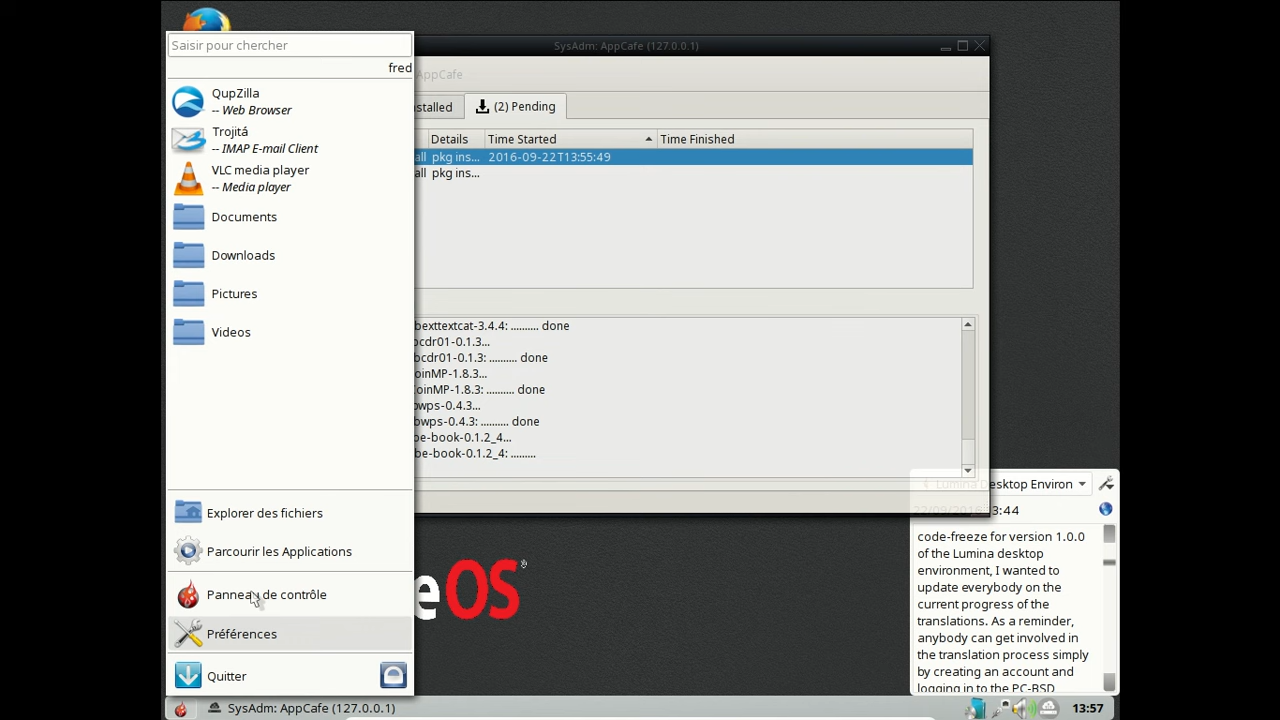 SysAdm: AppCafe (127.0.0.1)
Saisir pour chercher
fred
AppCafe
QupZilla
-- Web Browser
Trojitá
-- IMAP E-mail Client
VLC media player
-- Media player
Documents
Downloads
Pictures
Videos
Explorer des fichiers
Parcourir les Applications
Panneau de contrôle
Préférences
Quitter
(2) Pending
Details Time Started Time Finished
all pkg ins... 2016-09-22T13:55:49
all pkg ins...
bexttextcat-3.4.4: .......... done
bcdr01-0.1.3...
bcdr01-0.1.3: .......... done
CoinMP-1.8.3...
CoinMP-1.8.3: .......... done
bwps-0.4.3...
bwps-0.4.3: .......... done
be-book-0.1.2_4...
be-book-0.1.2_4: .........
eOS®
Lumina Desktop Environ
code-freeze for version 1.0.0
of the Lumina desktop
environment, I wanted to
update everybody on the
current progress of the
translations. As a reminder,
anybody can get involved in
the translation process simply
by creating an account and
logging in to the PC-BSD
SysAdm: AppCafe (127.0.0.1)
13:57